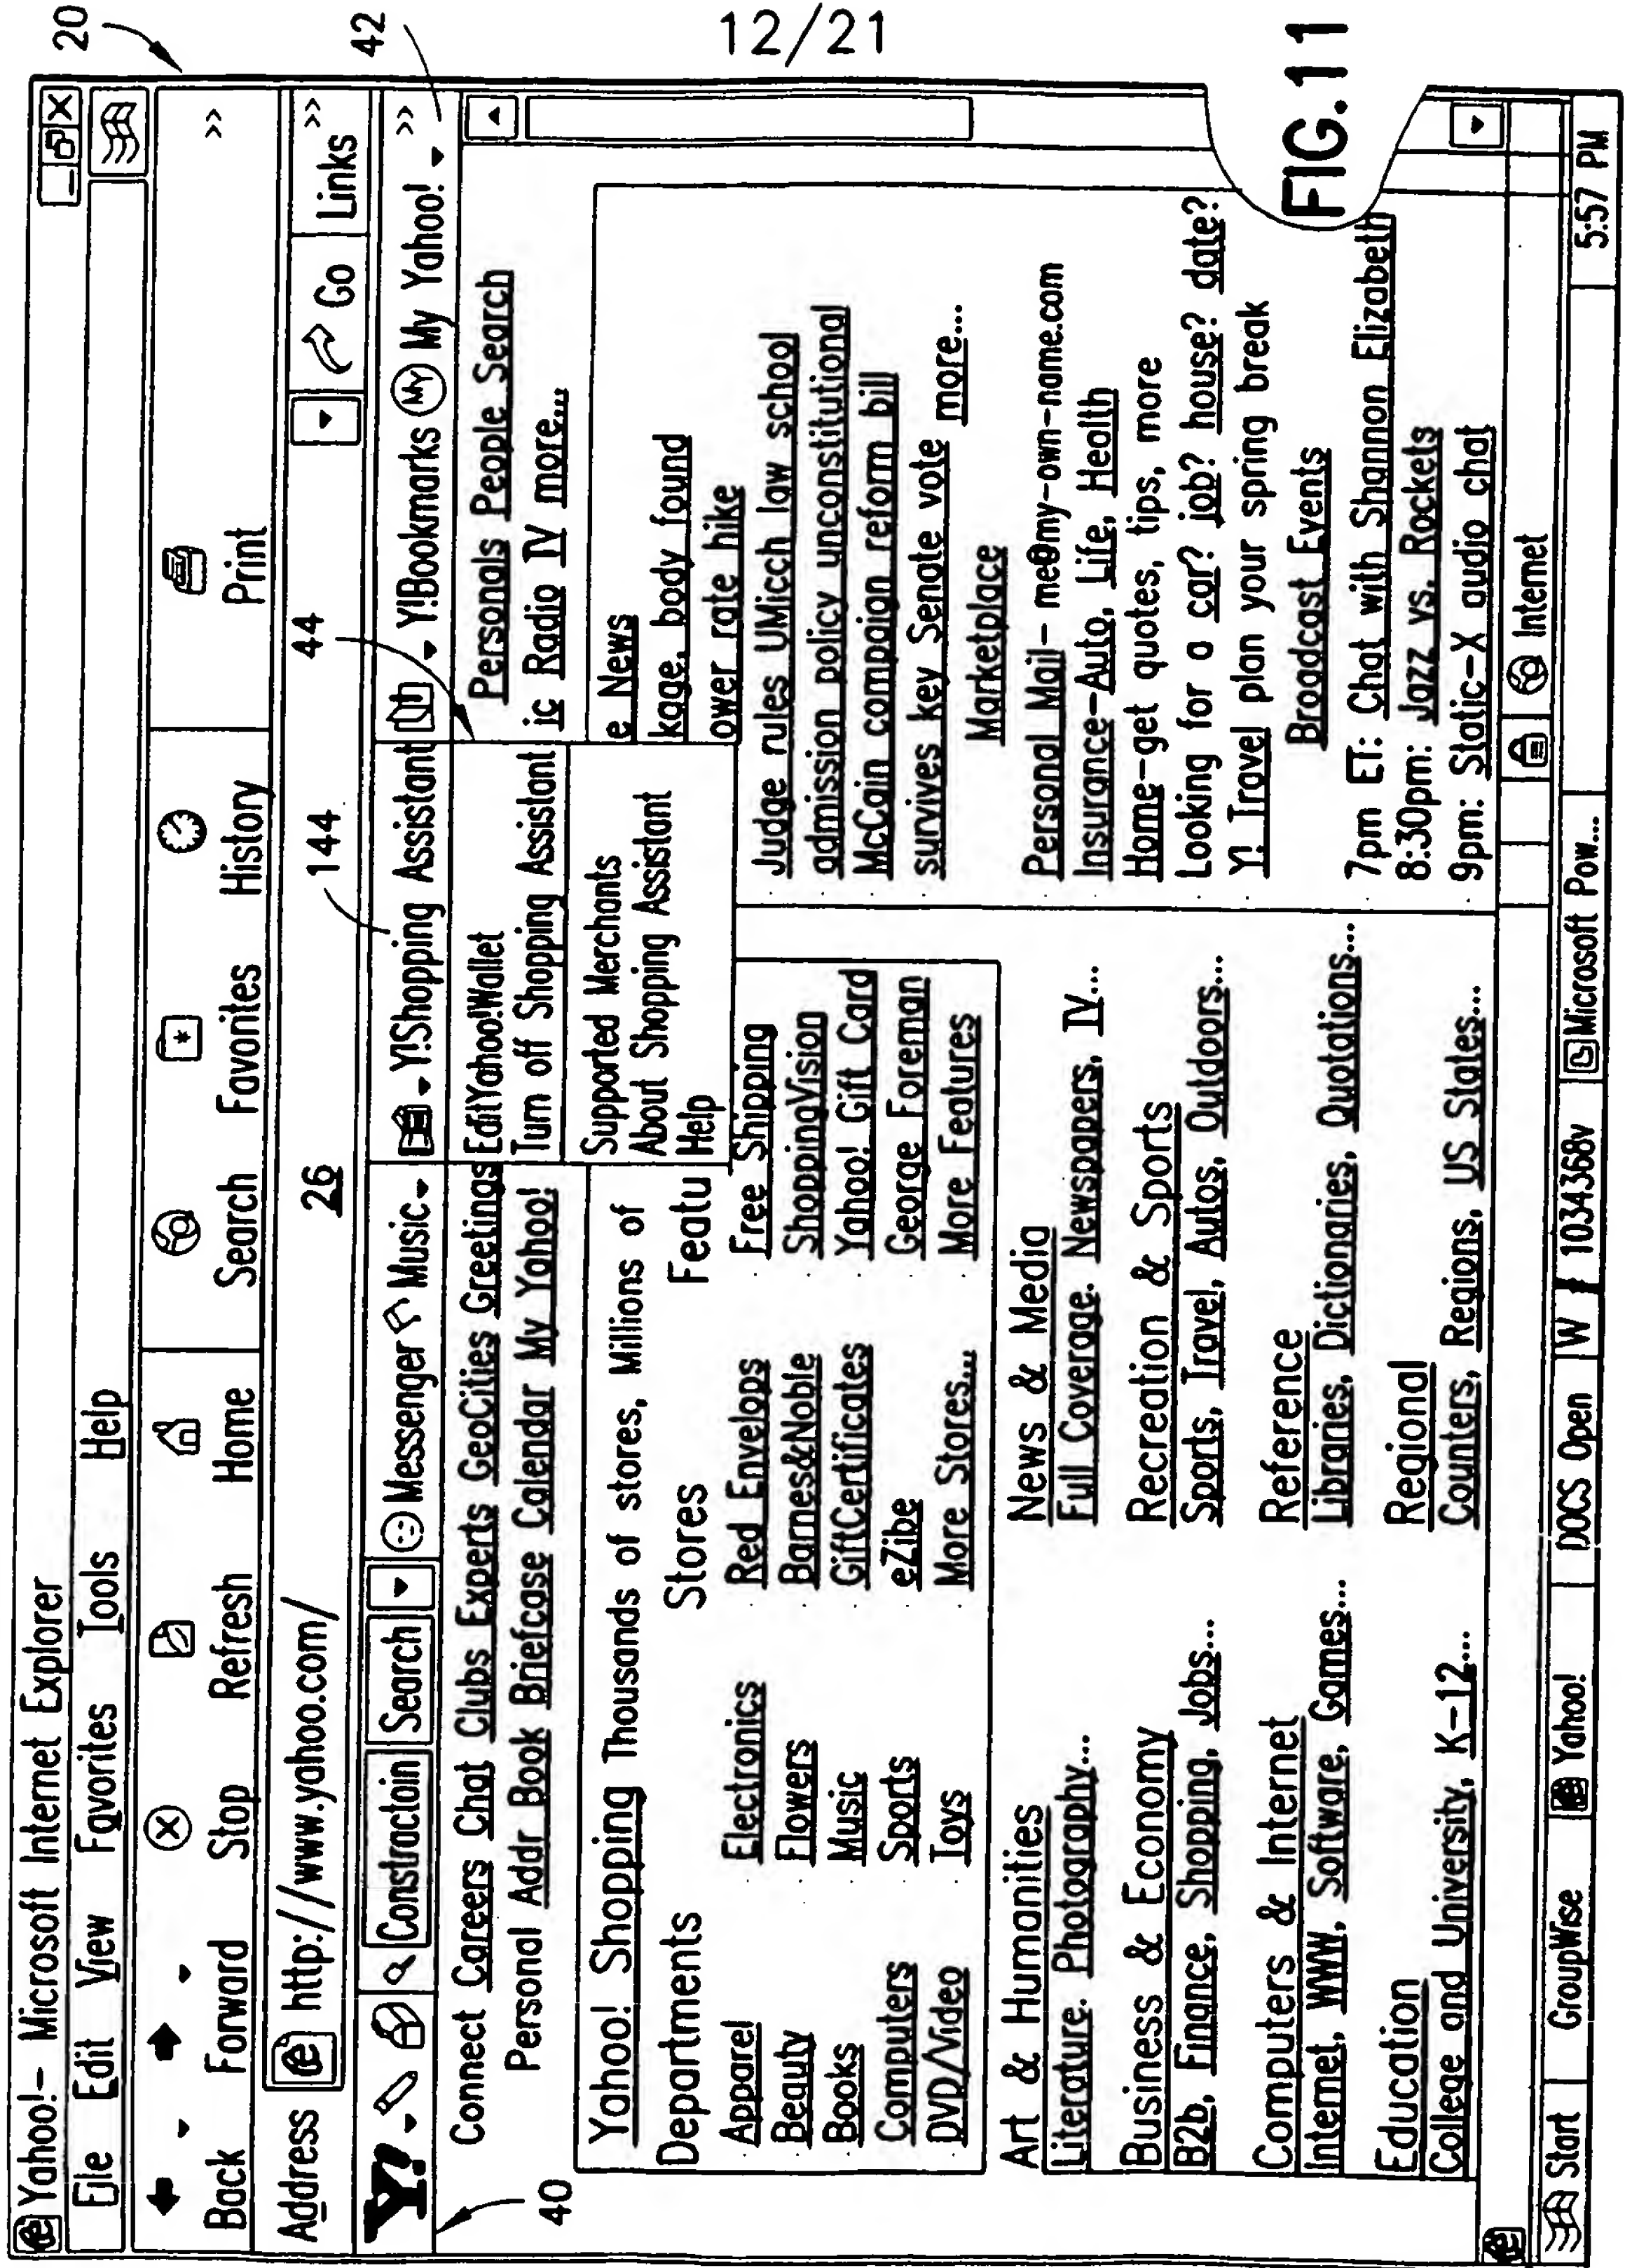 12/21
20
Yahoo!- Microsoft Internet Explorer
File Edit View Favorites Tools Help
Back Forward Stop Refresh Home Search Favorites History Print >>
Address http://www.yahoo.com/ 26 Go Links >>
144
44
42
Y! Constractoin Search Messenger Music Y!Shopping Assistant Y!Bookmarks My My Yahoo! >>
40
EditYahoo!Wallet
Turn off Shopping Assistant
Supported Merchants
About Shopping Assistant
Help
Connect Careers Chat Clubs Experts GeoCities Greetings Personals People Search
Personal Addr Book Briefcase Calendar My Yahoo! ic Radio TV more...
Yahoo! Shopping Thousands of stores, Millions of
Departments Stores Featu
Apparel Electronics Red Envelops Free Shipping
Beauty Flowers Barnes&Noble ShoppingVision
Books Music GiftCertificates Yahoo! Gift Card
Computers Sports eZibe George Foreman
DVD/Video Toys More Stores... More Features
Art & Humanities
Literature. Photography...
Business & Economy
B2b, Finance, Shopping, Jobs...
Computers & Internet
Internet, WWW, Software, Games...
Education
College and University, K-12...
News & Media
Full Coverage. Newspapers, TV...
Recreation & Sports
Sports, Travel, Autos, Outdoors...
Reference
Libraries, Dictionaries, Quotations...
Regional
Counters, Regions, US States...
e News
kage, body found
ower rate hike
Judge rules UMicch law school
admission policy unconstitutional
McCain compaign reform bill
survives key Senate vote more...
Marketplace
Personal Mail- me@my-own-name.com
Insurance-Auto, Life, Health
Home-get quotes, tips, more
Looking for a car? job? house? date?
Y! Travel plan your spring break
Broadcast Events
7pm ET: Chat with Shannon Elizabeth
8:30pm: Jazz vs. Rockets
9pm: Static-X audio chat
Internet
Start GroupWise Yahoo! DOCS Open W 1034368v Microsoft Pow... 5:57 PM
FIG.11